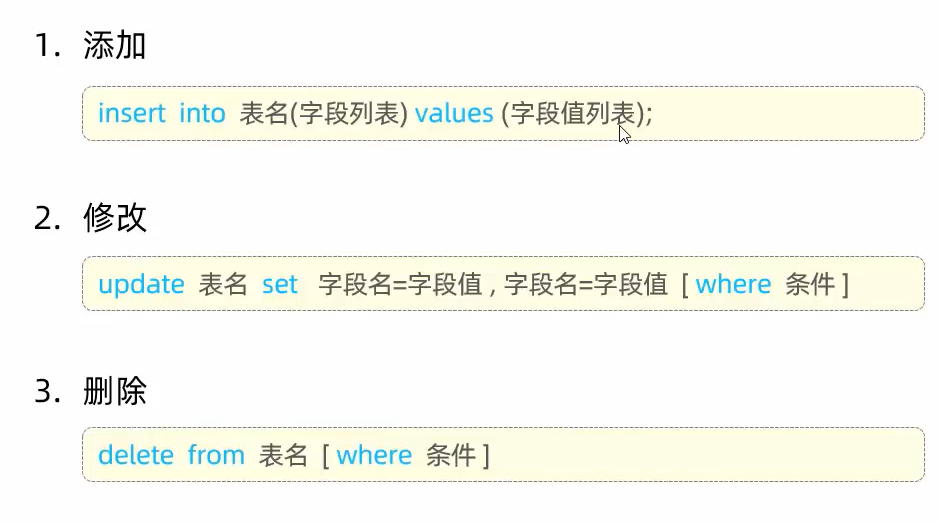 1. 添加
insert into 表名(字段列表) values (字段值列表);
2. 修改
update 表名 set 字段名=字段值 , 字段名=字段值 [ where 条件 ]
3. 删除
delete from 表名 [ where 条件 ]